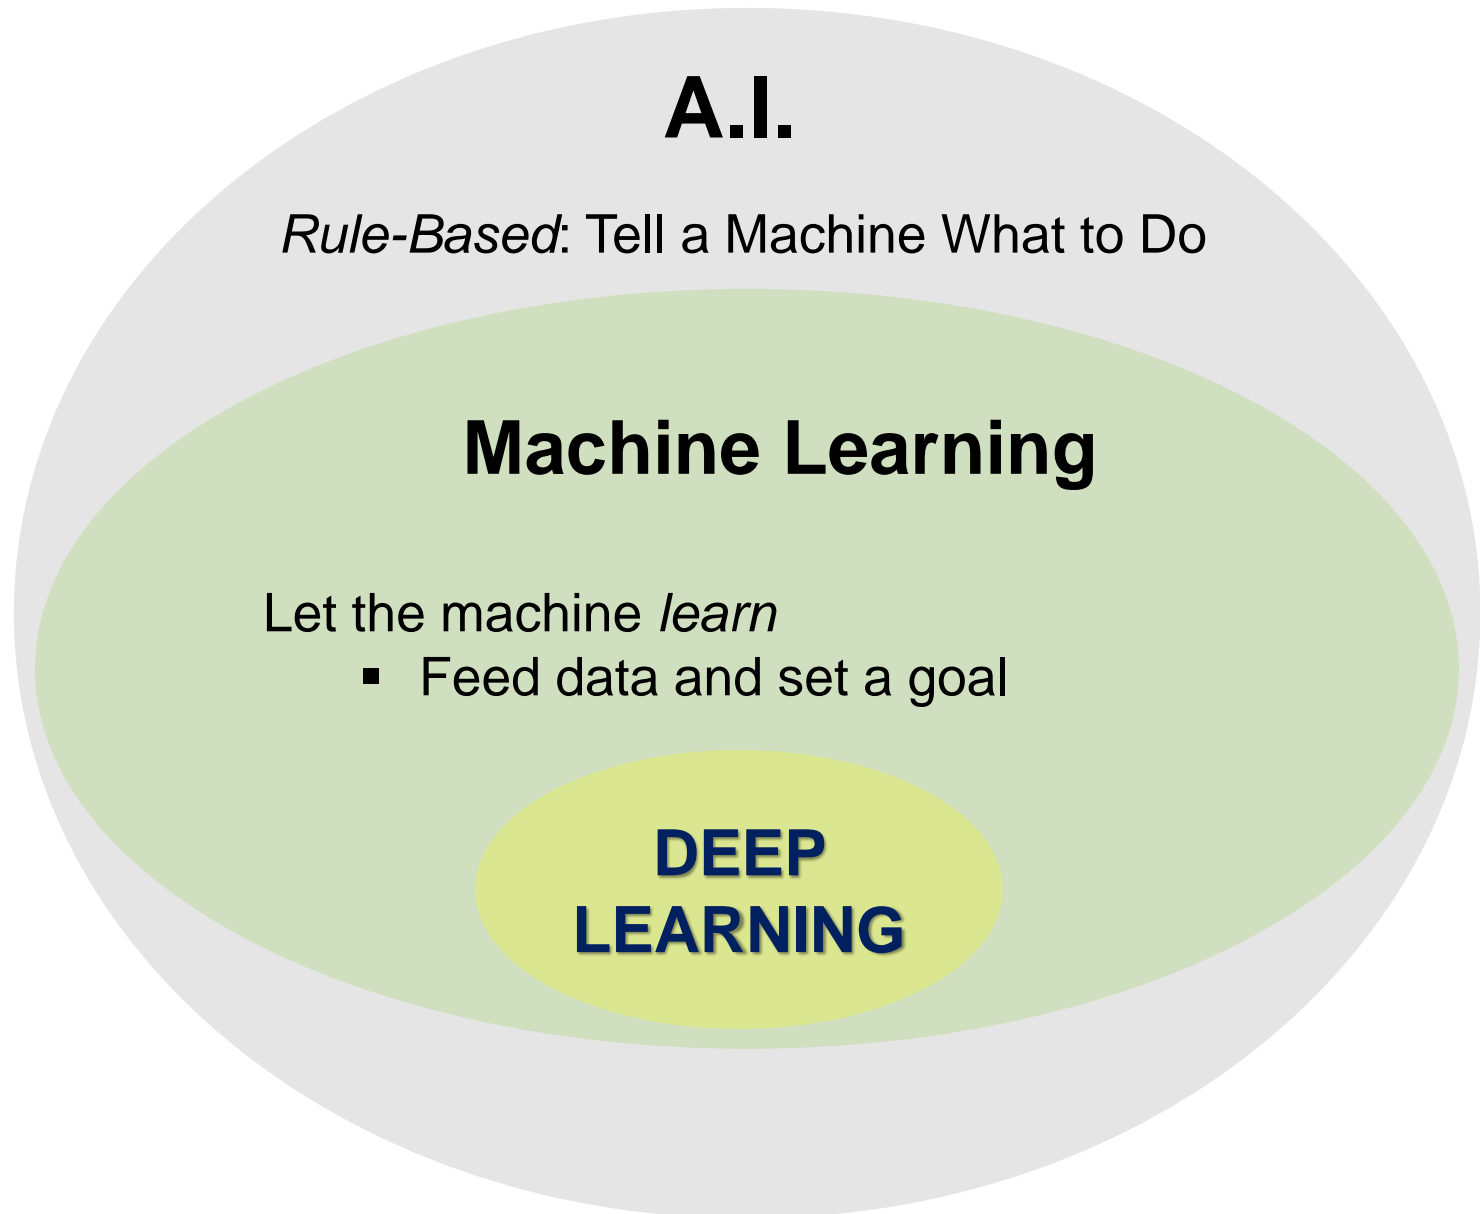 A.I.
Rule-Based: Tell a Machine What to Do
Machine Learning
Let the machine learn
▪ Feed data and set a goal
DEEP
LEARNING